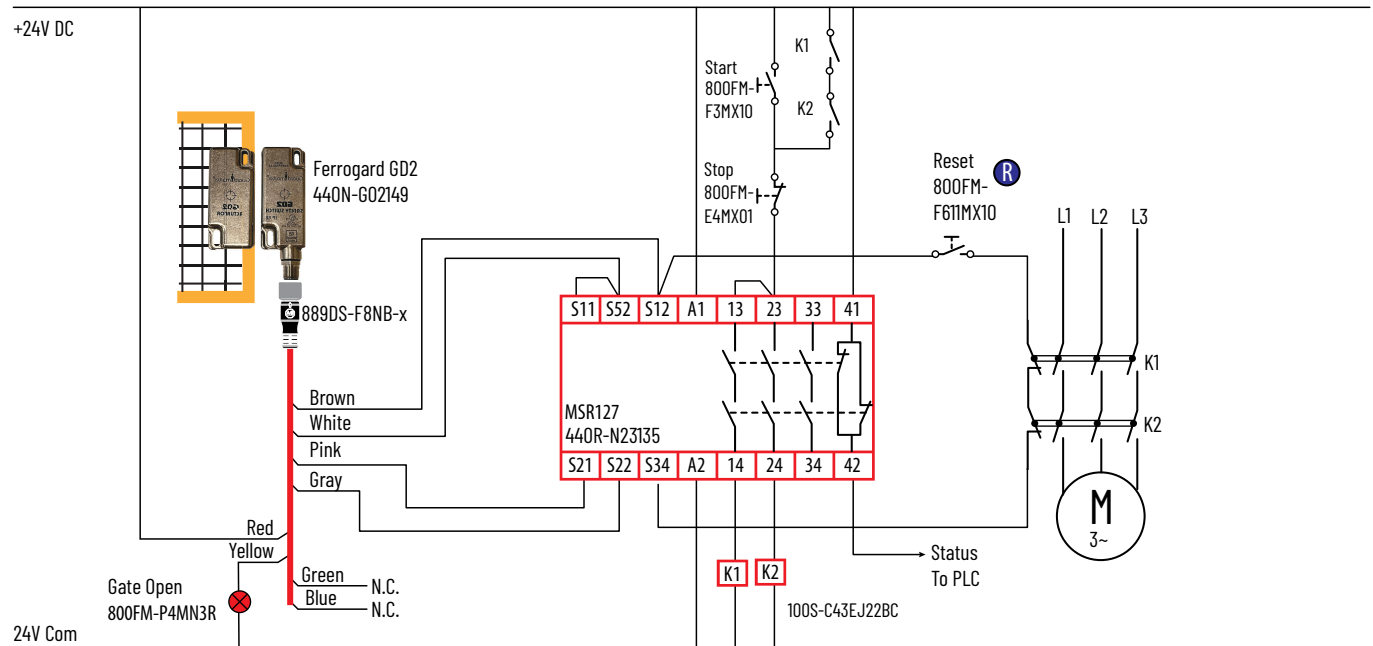 +24V DC
Ferrogard GD2
440N-G02149
889DS-F8NB-x
Brown
White
Pink
Gray
Red
Yellow
Green
N.C.
Blue
N.C.
Gate Open
800FM-P4MN3R
24V Com
Start
800FM-
F3MX10
K1
K2
Stop
800FM-
E4MX01
Reset
800FM-
F611MX10
R
L1 L2 L3
S11 S52 S12 A1 13 23 33 41
MSR127
440R-N23135
S21 S22 S34 A2 14 24 34 42
K1 K2
100S-C43EJ22BC
Status
To PLC
K1
K2
M
3~